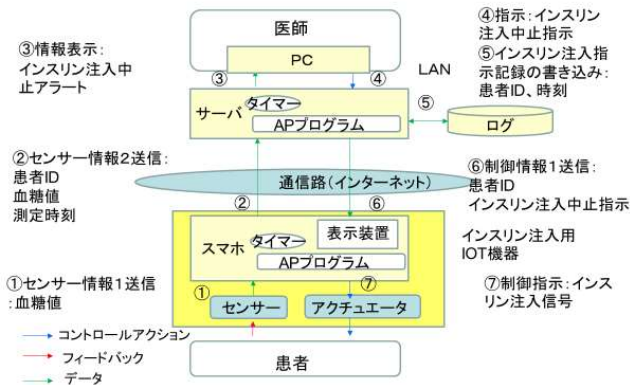 医師
PC
③
④
③情報表示：
インスリン注入中
止アラート
④指示：インスリン
注入中止指示
⑤インスリン注入指
示記録の書き込み：
患者ID、時刻
LAN
サーバ
タイマー
APプログラム
⑤
ログ
②センサー情報2送信：
患者ID
血糖値
測定時刻
通信路（インターネット）
②
⑥
⑥制御情報1送信：
患者ID
インスリン注入中止指示
スマホ
タイマー
表示装置
APプログラム
インスリン注入用
IOT機器
①センサー情報1送信
：血糖値
①
⑦
センサー
アクチュエータ
⑦制御指示：インス
リン注入信号
コントロールアクション
フィードバック
データ
患者